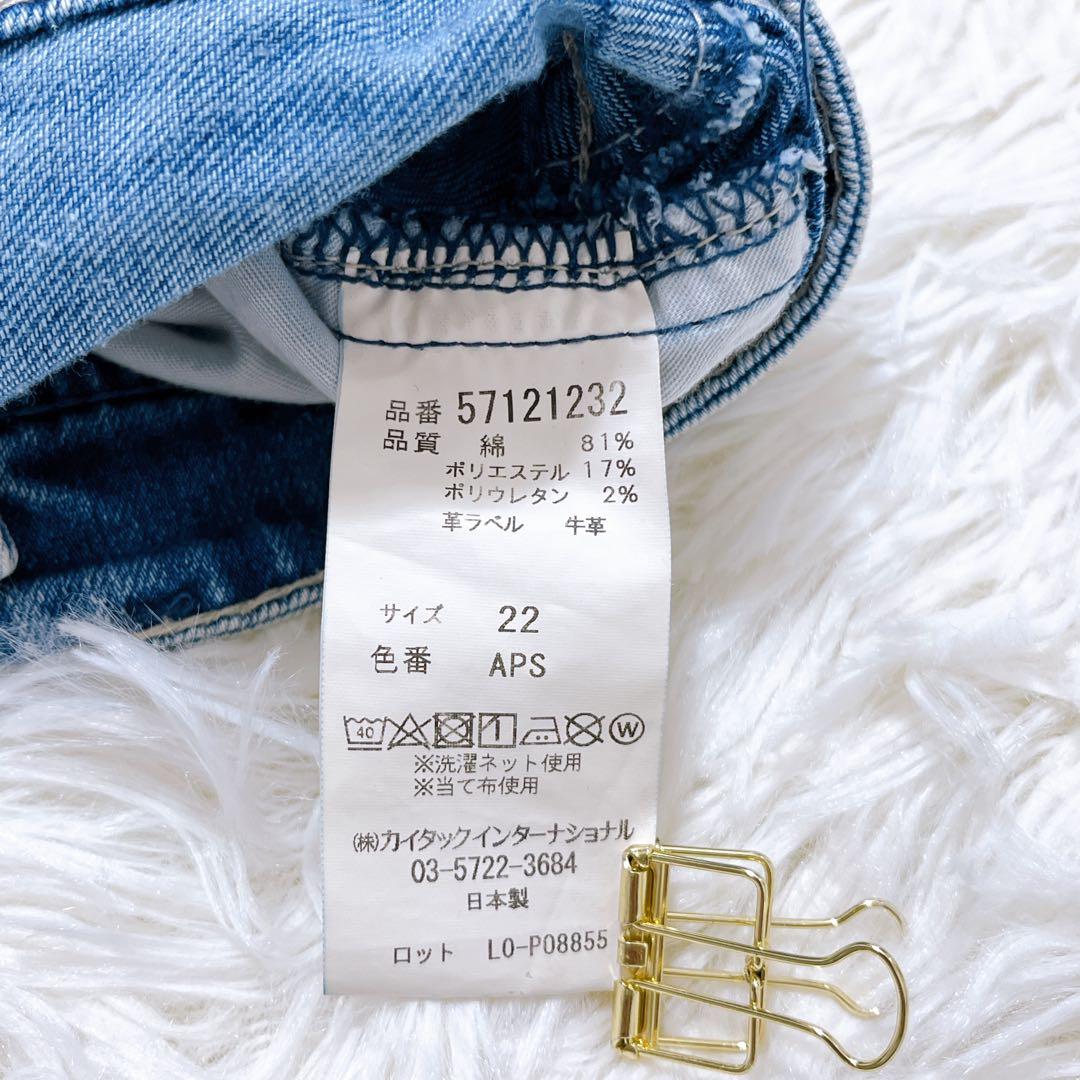 品番 57121232
品質 綿 81%
ポリエステル 17%
ポリウレタン 2%
革ラベル 牛革
サイズ 22
色番 APS
40 W
※洗濯ネット使用
※当て布使用
㈱カイタックインターナショナル
03-5722-3684
日本製
ロット LO-P08855